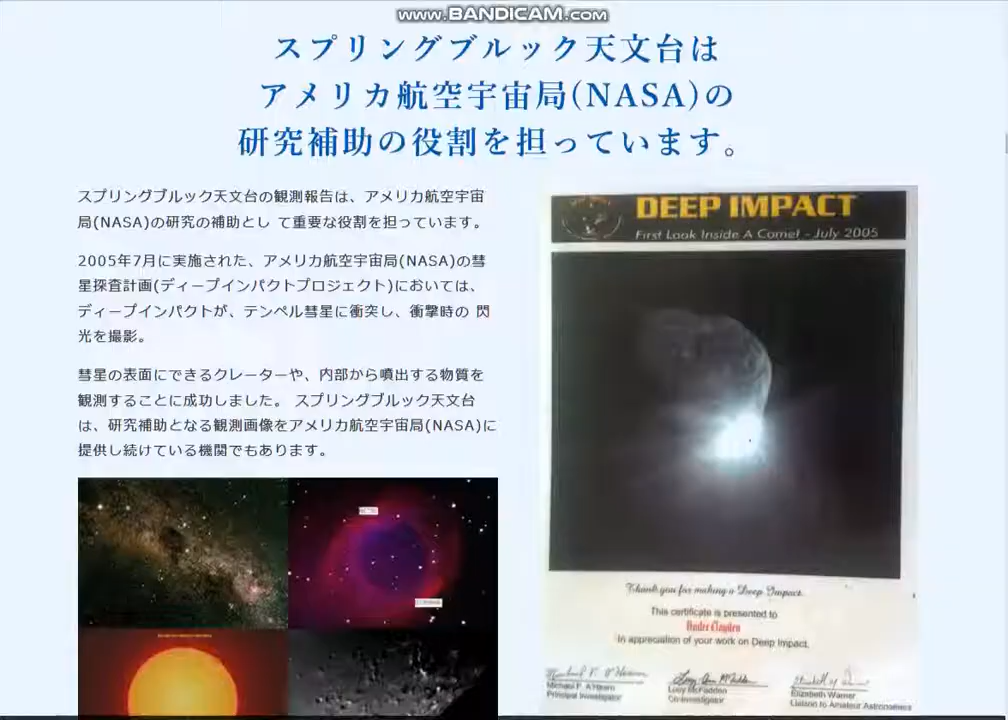 www.BANDICAM.com
スプリングブルック天文台は
アメリカ航空宇宙局(NASA)の
研究補助の役割を担っています。
スプリングブルック天文台の観測報告は、アメリカ航空宇宙
局(NASA)の研究の補助とし て重要な役割を担っています。
2005年7月に実施された、アメリカ航空宇宙局(NASA)の彗
星探査計画(ディープインパクトプロジェクト)においては、
ディープインパクトが、テンペル彗星に衝突し、衝撃時の 閃
光を撮影。
彗星の表面にできるクレーターや、内部から噴出する物質を
観測することに成功しました。 スプリングブルック天文台
は、研究補助となる観測画像をアメリカ航空宇宙局(NASA)に
提供し続けている機関でもあります。
DEEP IMPACT
First Look Inside A Comet - July 2005
Thank you for making a Deep Impact.
This certificate is presented to
In appreciation of your work on Deep Impact.
Michael F. A'Hearn
Principal Investigator
Lucy McFadden
Co-Investigator
Elizabeth Warner
Liaison to Amateur Astronomers